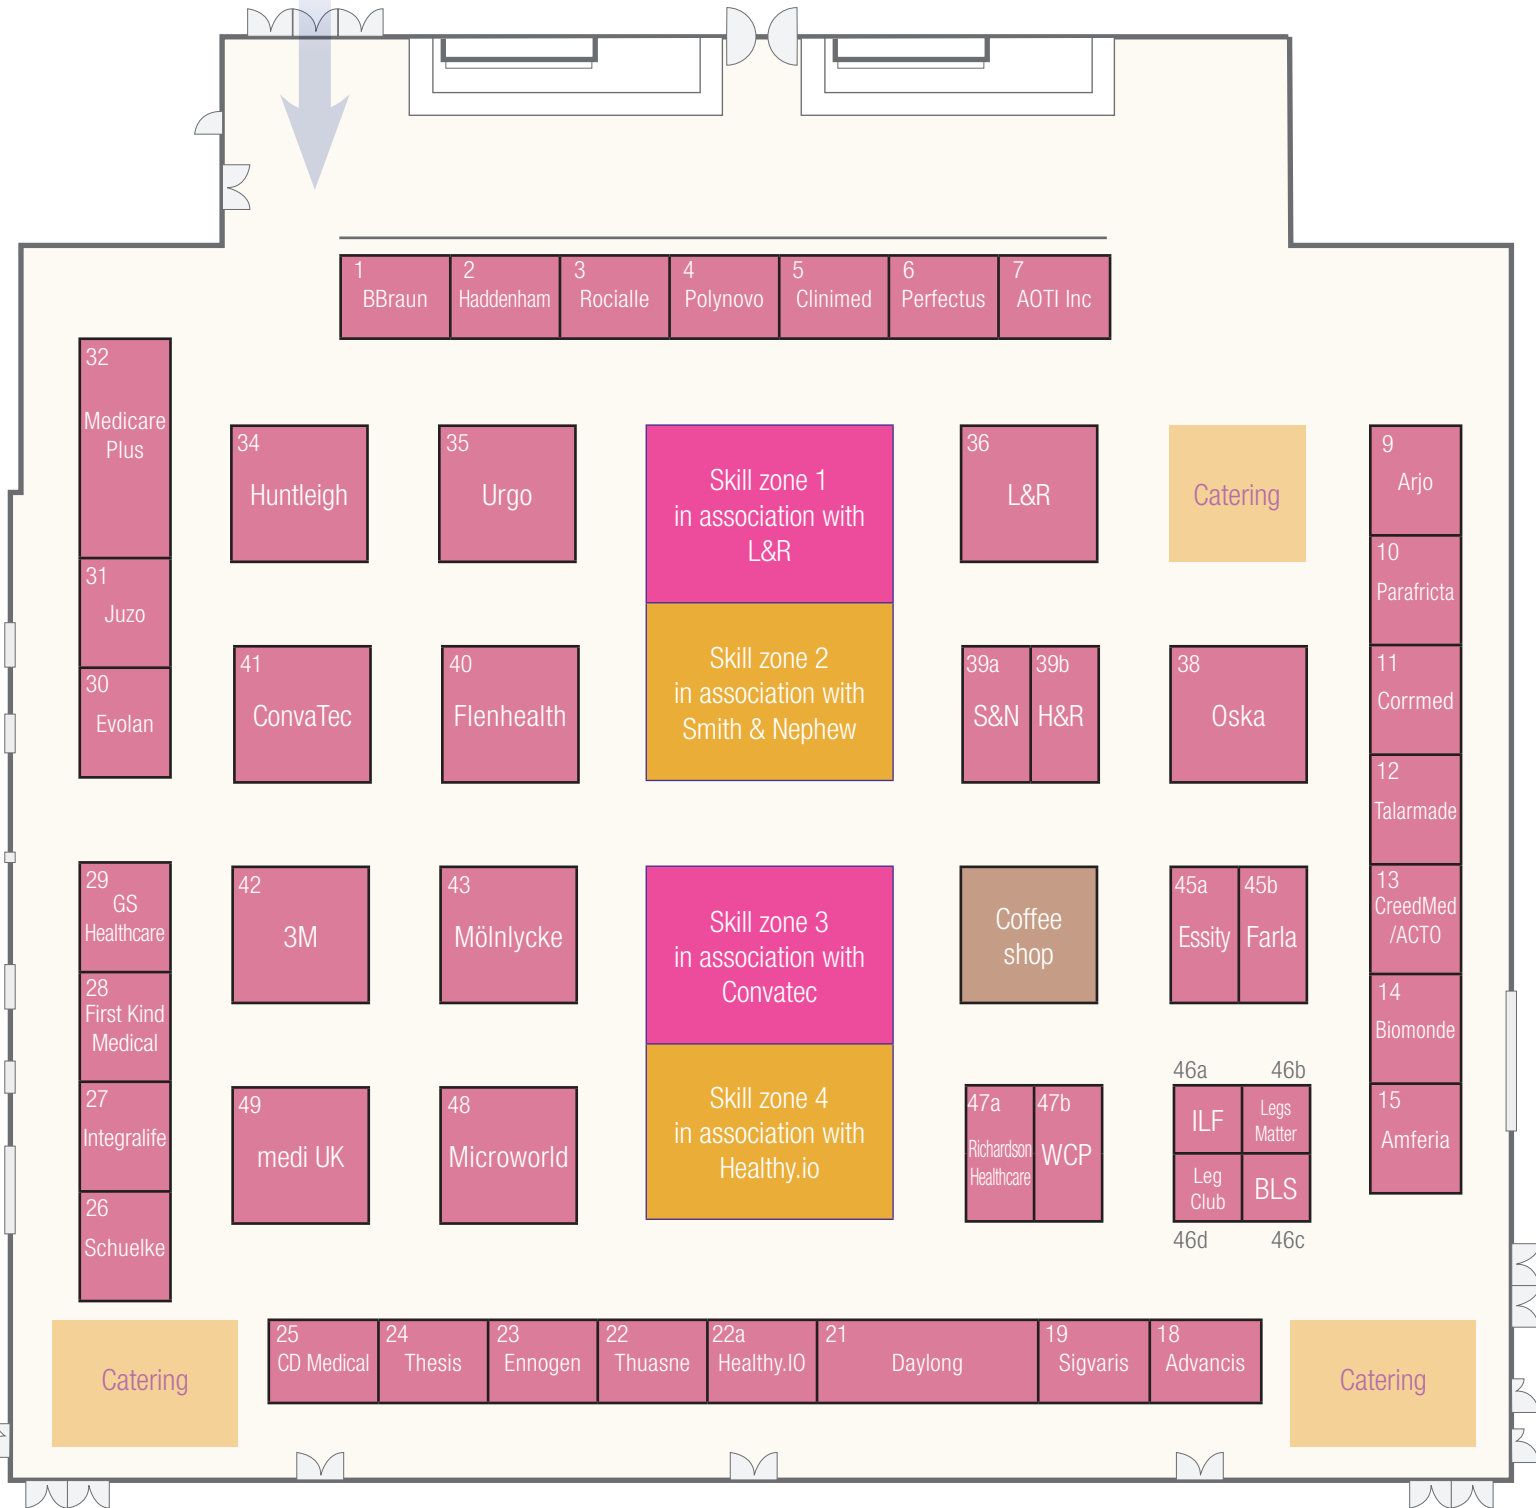 1
BBraun
2
Haddenham
3
Rocialle
4
Polynovo
5
Clinimed
6
Perfectus
7
AOTI Inc
32
Medicare
Plus
31
Juzo
30
Evolan
34
Huntleigh
35
Urgo
Skill zone 1
in association with
L&R
36
L&R
Catering
9
Arjo
10
Parafricta
11
Corrmed
12
Talarmade
13
CreedMed
/ACTO
14
Biomonde
15
Amferia
41
ConvaTec
40
Flenhealth
Skill zone 2
in association with
Smith & Nephew
39a
S&N
39b
H&R
38
Oska
29
GS
Healthcare
28
First Kind
Medical
27
Integralife
26
Schuelke
42
3M
43
Mölnlycke
Skill zone 3
in association with
Convatec
Coffee
shop
45a
Essity
45b
Farla
49
medi UK
48
Microworld
Skill zone 4
in association with
Healthy.io
47a
Richardson
Healthcare
47b
WCP
46a
ILF
46b
Legs
Matter
Leg
Club
46d
BLS
46c
Catering
25
CD Medical
24
Thesis
23
Ennogen
22
Thuasne
22a
Healthy.IO
21
Daylong
19
Sigvaris
18
Advancis
Catering